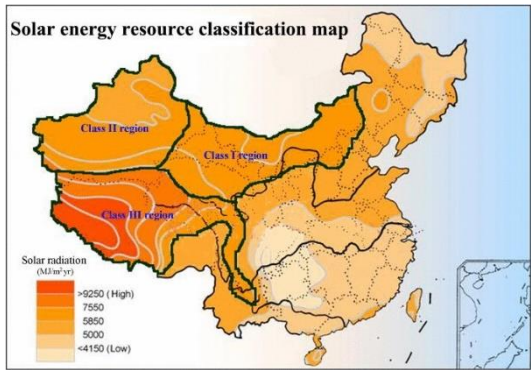 Solar energy resource classification map
Class II region
Class I region
Class III region
Solar radiation
(MJ/m²yr)
>9250 (High)
7550
5850
5000
<4150 (Low)